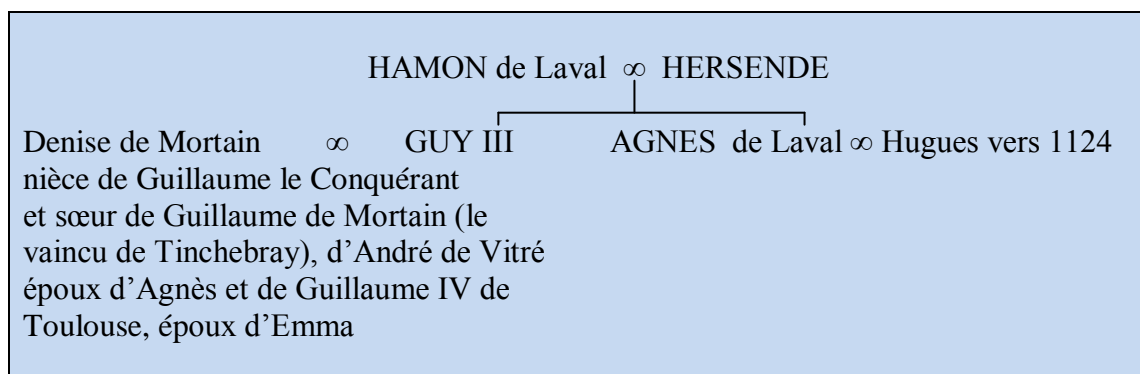 HAMON de Laval ∞ HERSENDE
Denise de Mortain ∞ GUY III AGNES de Laval ∞ Hugues vers 1124
nièce de Guillaume le Conquérant
et sœur de Guillaume de Mortain (le
vaincu de Tinchebray), d’André de Vitré
époux d’Agnès et de Guillaume IV de
Toulouse, époux d’Emma